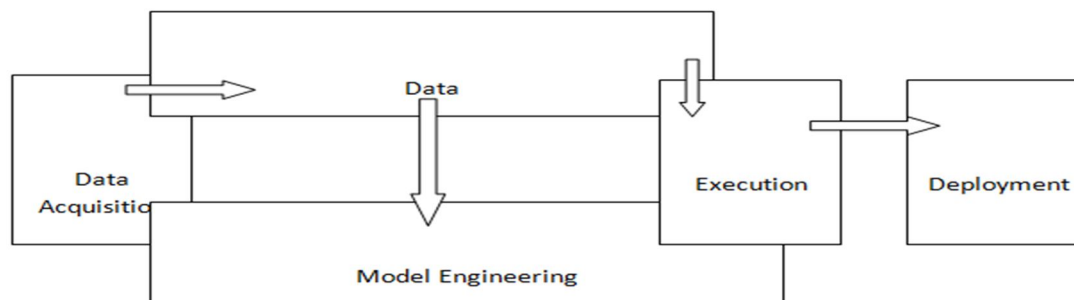 Data
Data
Acquisitio
Execution
Deployment
Model Engineering